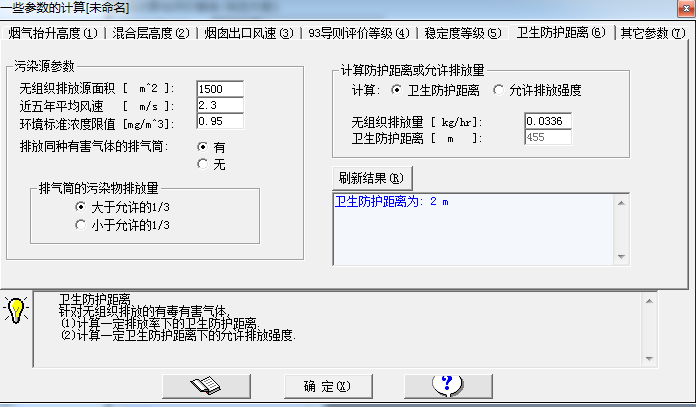 一些参数的计算[未命名]
烟气抬升高度(1) 混合层高度(2) 烟囱出口风速(3) 93导则评价等级(4) 稳定度等级(5) 卫生防护距离(6) 其它参数(7)
污染源参数
无组织排放源面积 [ m^2 ]: 1500
近五年平均风速 [ m/s ]: 2.3
环境标准浓度限值 [mg/m^3]: 0.95
排放同种有害气体的排气筒: 有
无
排气筒的污染物排放量
大于允许的1/3
小于允许的1/3
计算防护距离或允许排放量
计算: 卫生防护距离 允许排放强度
无组织排放量 [ kg/hr]: 0.0336
卫生防护距离 [ m ]: 455
刷新结果(R)
卫生防护距离为: 2 m
卫生防护距离
针对无组织排放的有毒有害气体,
(1)计算一定排放率下的卫生防护距离.
(2)计算一定卫生防护距离下的允许排放强度.
确 定(X)